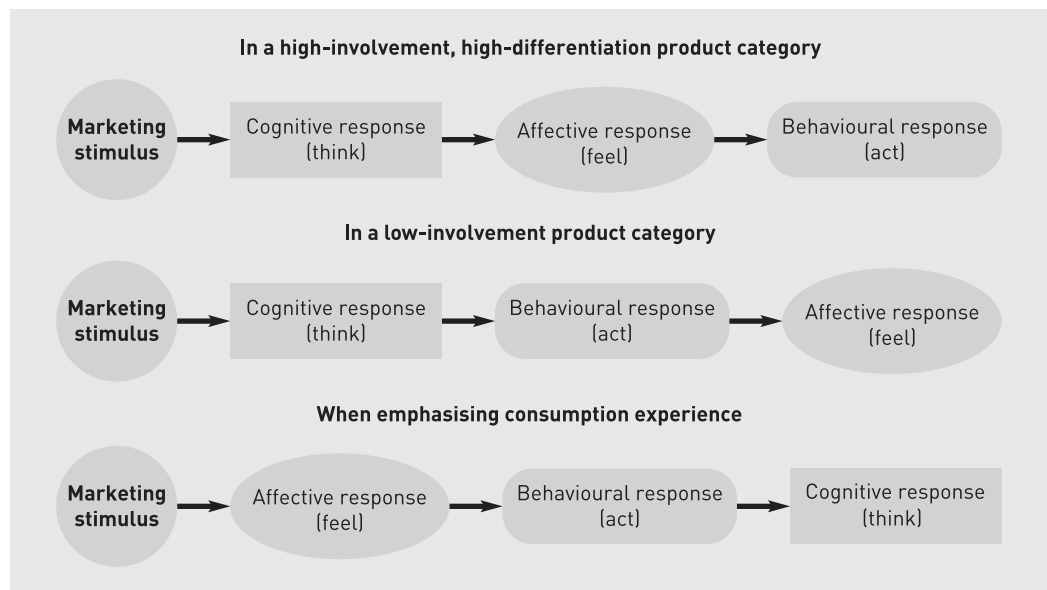 In a high-involvement, high-differentiation product category
Marketing
stimulus
Cognitive response
(think)
Affective response
(feel)
Behavioural response
(act)
In a low-involvement product category
Marketing
stimulus
Cognitive response
(think)
Behavioural response
(act)
Affective response
(feel)
When emphasising consumption experience
Marketing
stimulus
Affective response
(feel)
Behavioural response
(act)
Cognitive response
(think)